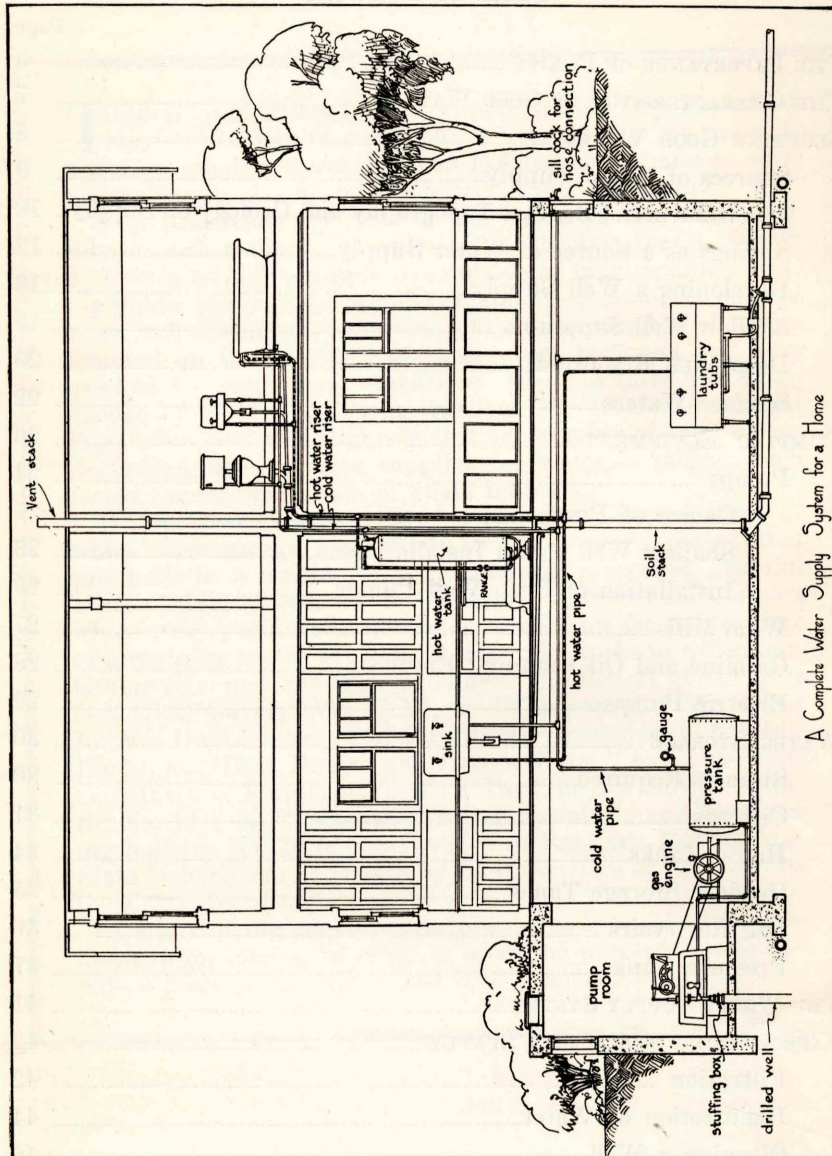 Vent stack
hot water riser
cold water riser
hot water tank
RANGE
sink
sill cock for
hose connection
hot water pipe
Soil
stack
laundry
tubs
cold water
pipe
gauge
pressure
tank
gas
engine
pump
room
stuffing box
drilled well
A Complete Water Supply System for a Home